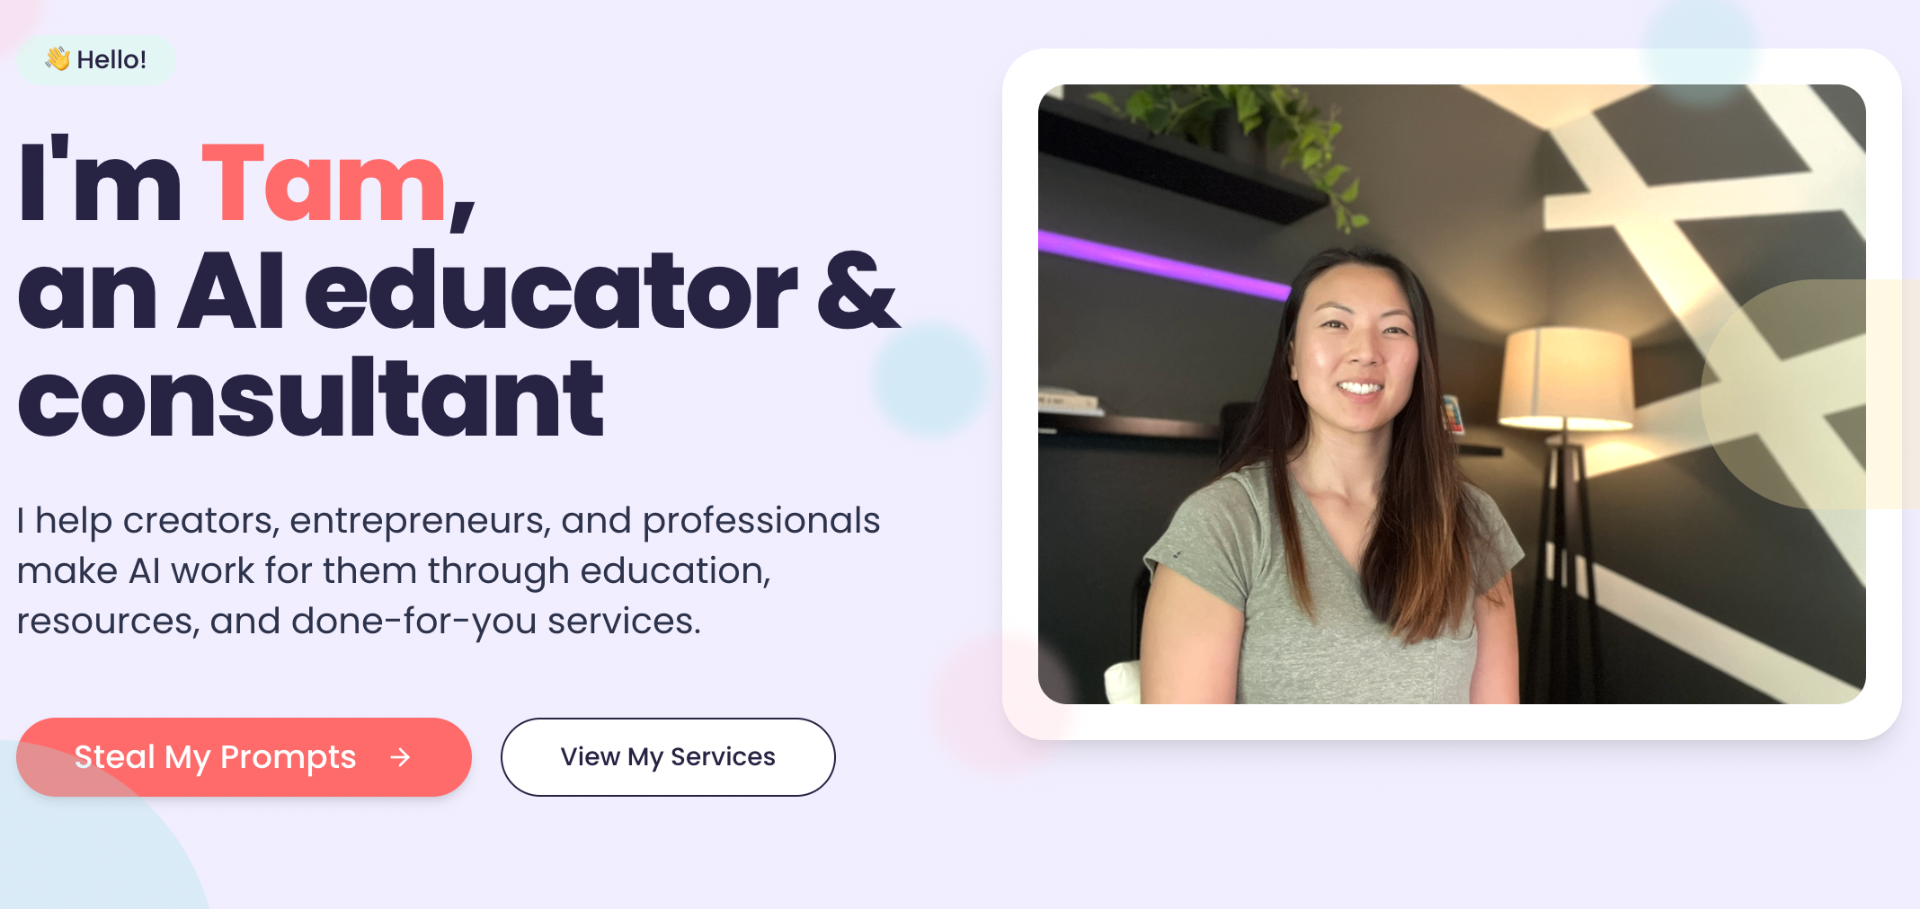 👋 Hello!
I'm Tam,
an AI educator &
consultant
I help creators, entrepreneurs, and professionals
make AI work for them through education,
resources, and done-for-you services.
Steal My Prompts →
View My Services